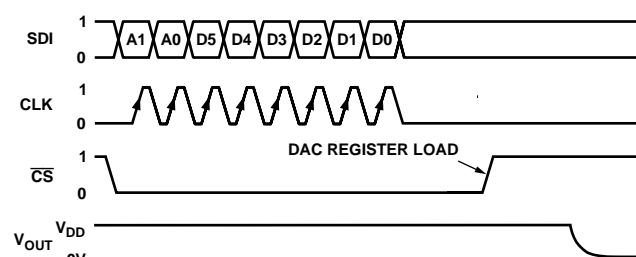 SDI 1 0 A1 A0 D5 D4 D3 D2 D1 D0
CLK 1 0
DAC REGISTER LOAD
CS 1 0
VOUT VDD 0V